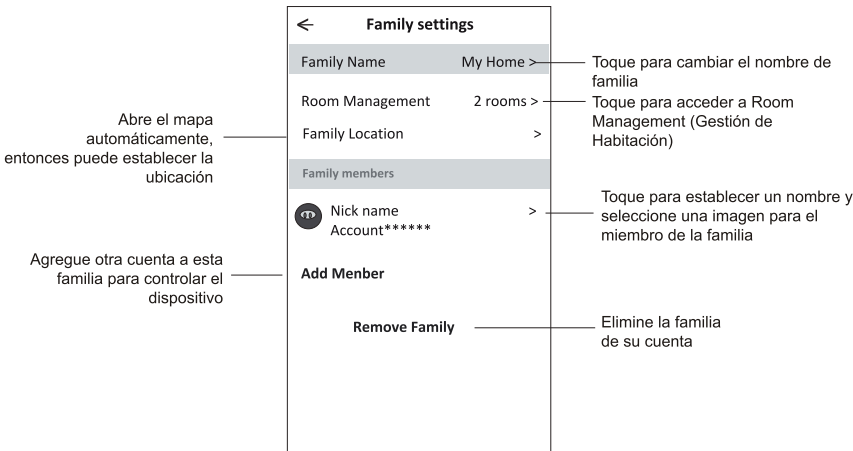 Family settings
Family Name
My Home >
Room Management
2 rooms >
Family Location
>
Family members
Nick name
>
Account******
Add Menber
Remove Family
Abre el mapa
automáticamente,
entonces puede establecer la
ubicación
Agregue otra cuenta a esta
familia para controlar el
dispositivo
Toque para cambiar el nombre de
familia
Toque para acceder a Room
Management (Gestión de
Habitación)
Toque para establecer un nombre y
seleccione una imagen para el
miembro de la familia
Elimine la familia
de su cuenta